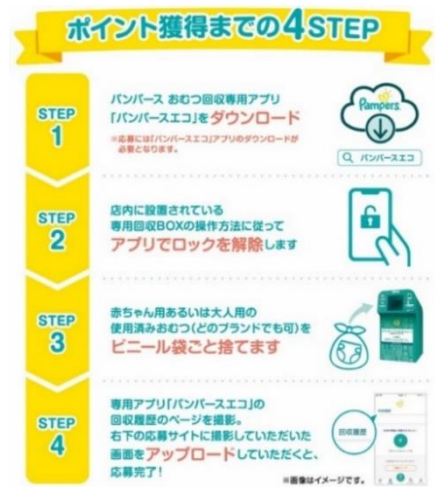 ポイント獲得までの4STEP
STEP
1
パンパース おむつ回収専用アプリ
「パンパースエコ」をダウンロード
※応募には「パンパースエコ」アプリのダウンロードが
必要となります。
Pampers
パンパースエコ
STEP
2
店内に設置されている
専用回収BOXの操作方法に従って
アプリでロックを解除します
STEP
3
赤ちゃん用あるいは大人用の
使用済みおむつ(どのブランドでも可)を
ビニール袋ごと捨てます
STEP
4
専用アプリ「パンパースエコ」の
回収履歴のページを撮影。
右下の応募サイトに撮影していただいた
画面をアップロードしていただくと、
応募完了!
回収履歴
※画像はイメージです。